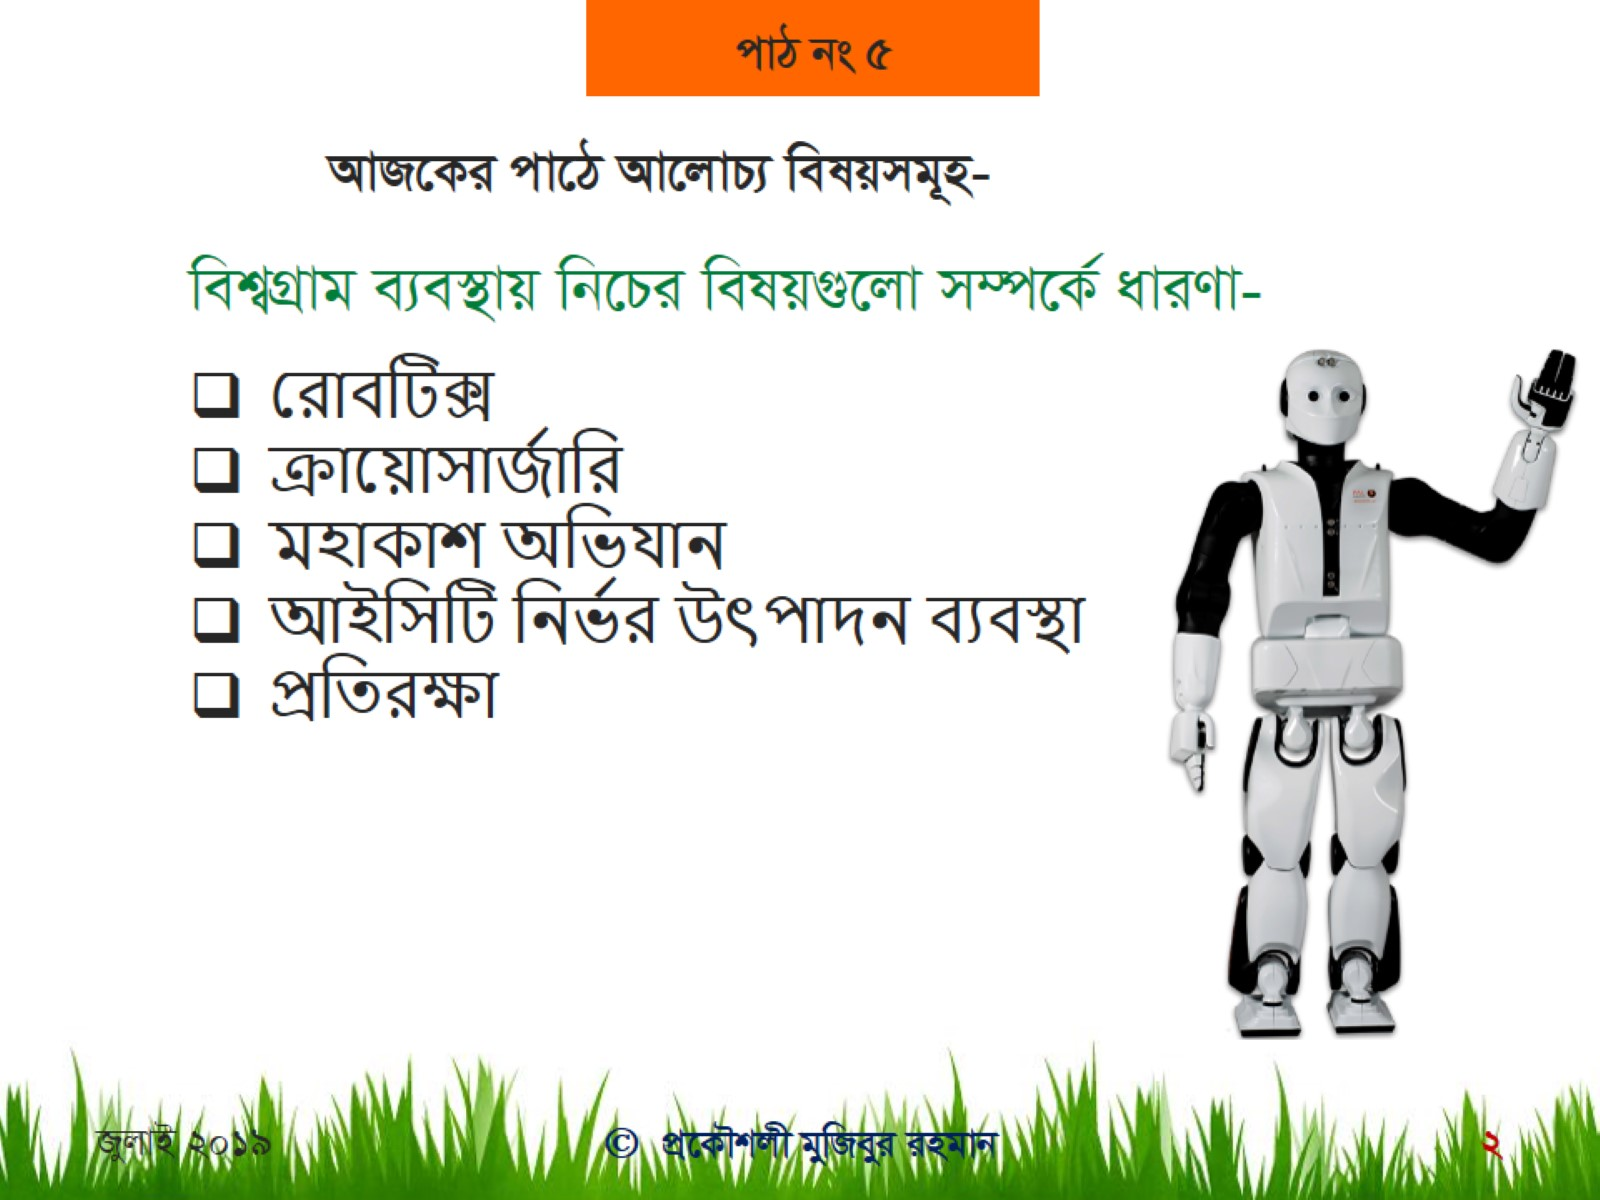 পাঠ নং ৫
আজকের পাঠে আলোচ্য বিষয়সমূহ-
বিশ্বগ্রাম ব্যবস্থায় নিচের বিষয়গুলো সম্পর্কে ধারণা-
❑ রোবটিক্স
❑ ক্রায়োসার্জারি
❑ মহাকাশ অভিযান
❑ আইসিটি নির্ভর উৎপাদন ব্যবস্থা
❑ প্রতিরক্ষা
জুলাই ২০১৯
© প্রকৌশলী মুজিবুর রহমান
২